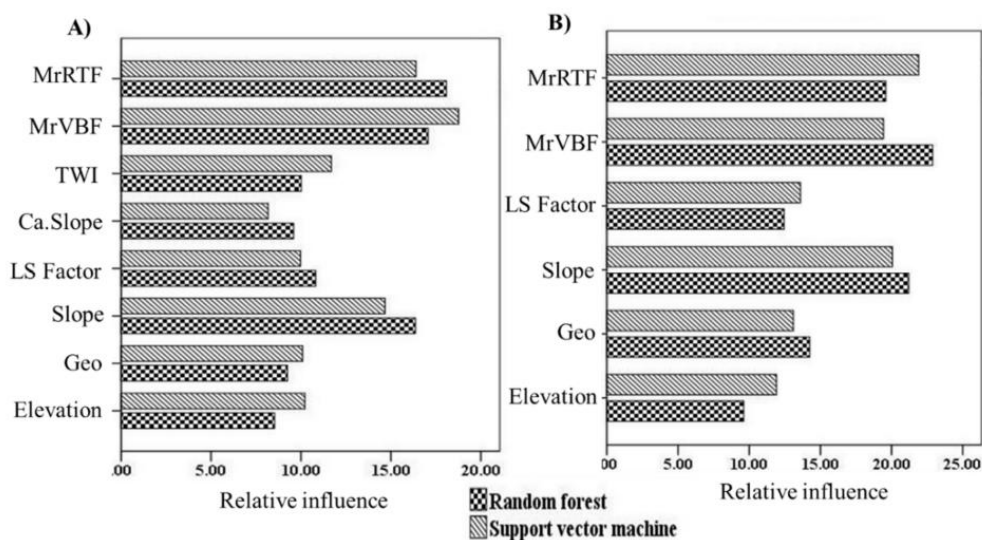 A)
MrRTF
MrVBF
TWI
Ca.Slope
LS Factor
Slope
Geo
Elevation
.00 5.00 10.00 15.00 20.00
Relative influence
B)
MrRTF
MrVBF
LS Factor
Slope
Geo
Elevation
.00 5.00 10.00 15.00 20.00 25.00
Relative influence
Random forest
Support vector machine